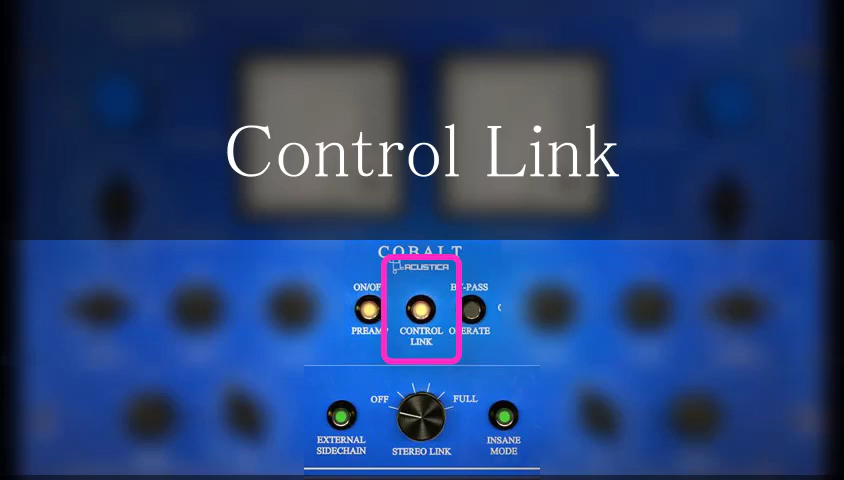 Control Link
COBALT
ACUSTICA
ON/OF
BY-PASS
PREAMP
CONTROL
LINK
OPERATE
OFF
FULL
EXTERNAL
SIDECHAIN
STEREO LINK
INSANE
MODE